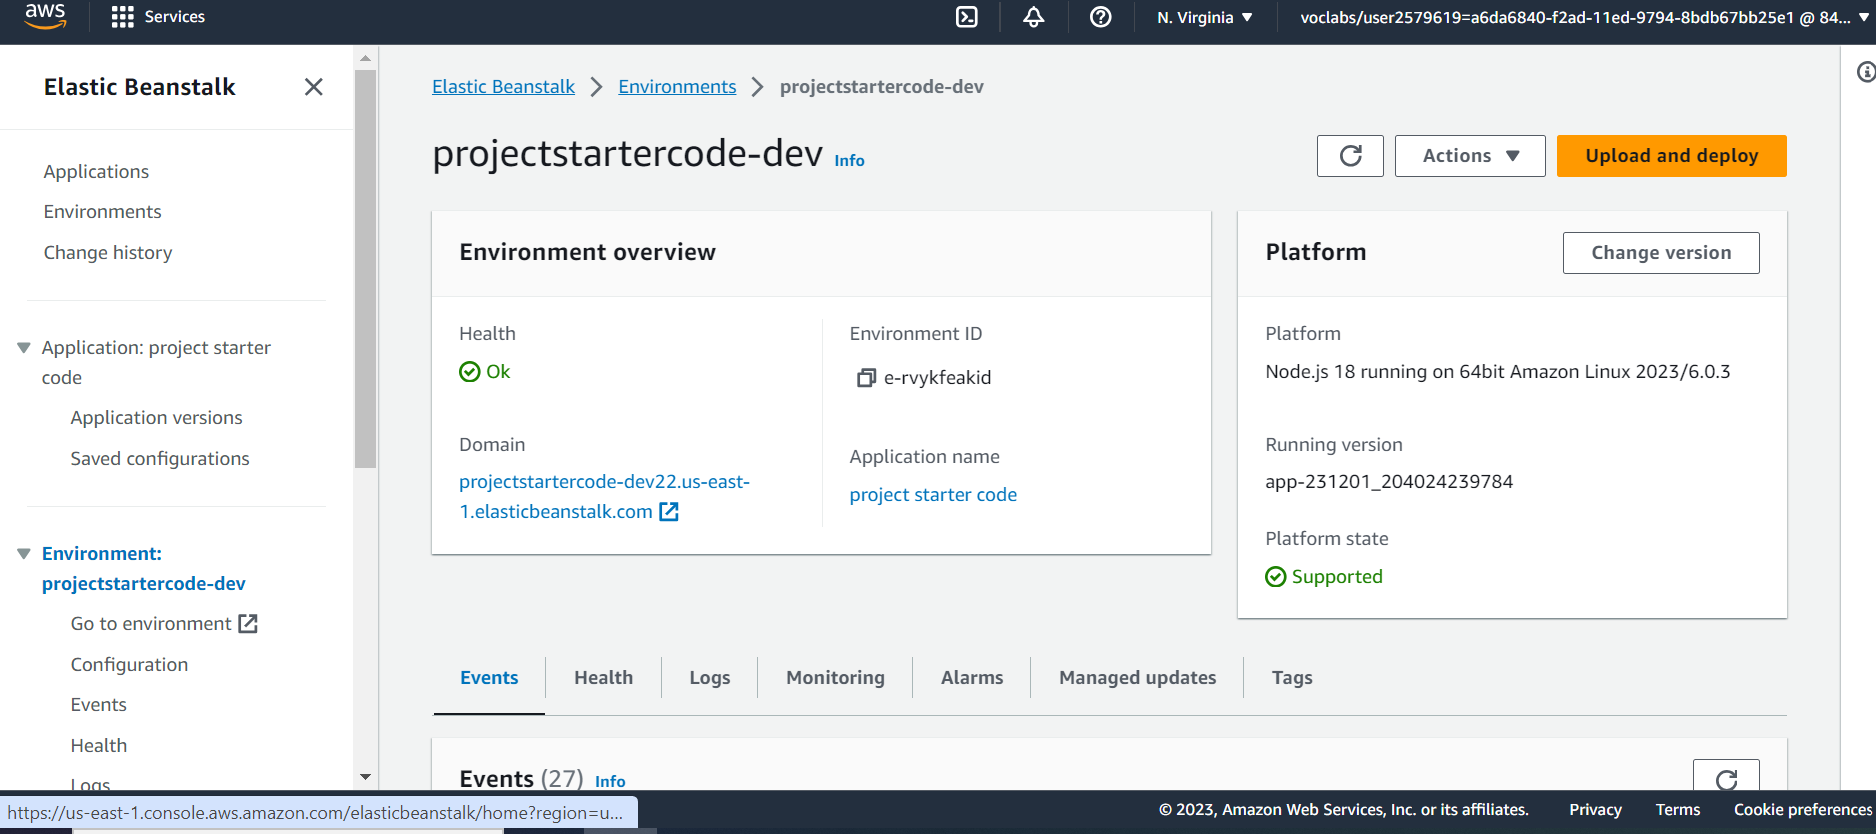 aws
Services
N. Virginia
voclabs/user2579619=a6da6840-f2ad-11ed-9794-8bdb67bb25e1 @ 84...
Elastic Beanstalk
Applications
Environments
Change history
Application: project starter
code
Application versions
Saved configurations
Environment:
projectstartercode-dev
Go to environment
Configuration
Events
Health
Logs
https://us-east-1.console.aws.amazon.com/elasticbeanstalk/home?region=u...
Elastic Beanstalk > Environments > projectstartercode-dev
projectstartercode-dev Info
Actions
Upload and deploy
Environment overview
Health
Ok
Domain
projectstartercode-dev22.us-east-
1.elasticbeanstalk.com
Environment ID
e-rvykfeakid
Application name
project starter code
Platform
Change version
Platform
Node.js 18 running on 64bit Amazon Linux 2023/6.0.3
Running version
app-231201_204024239784
Platform state
Supported
Events Health Logs Monitoring Alarms Managed updates Tags
Events (27) Info
© 2023, Amazon Web Services, Inc. or its affiliates. Privacy Terms Cookie preferences